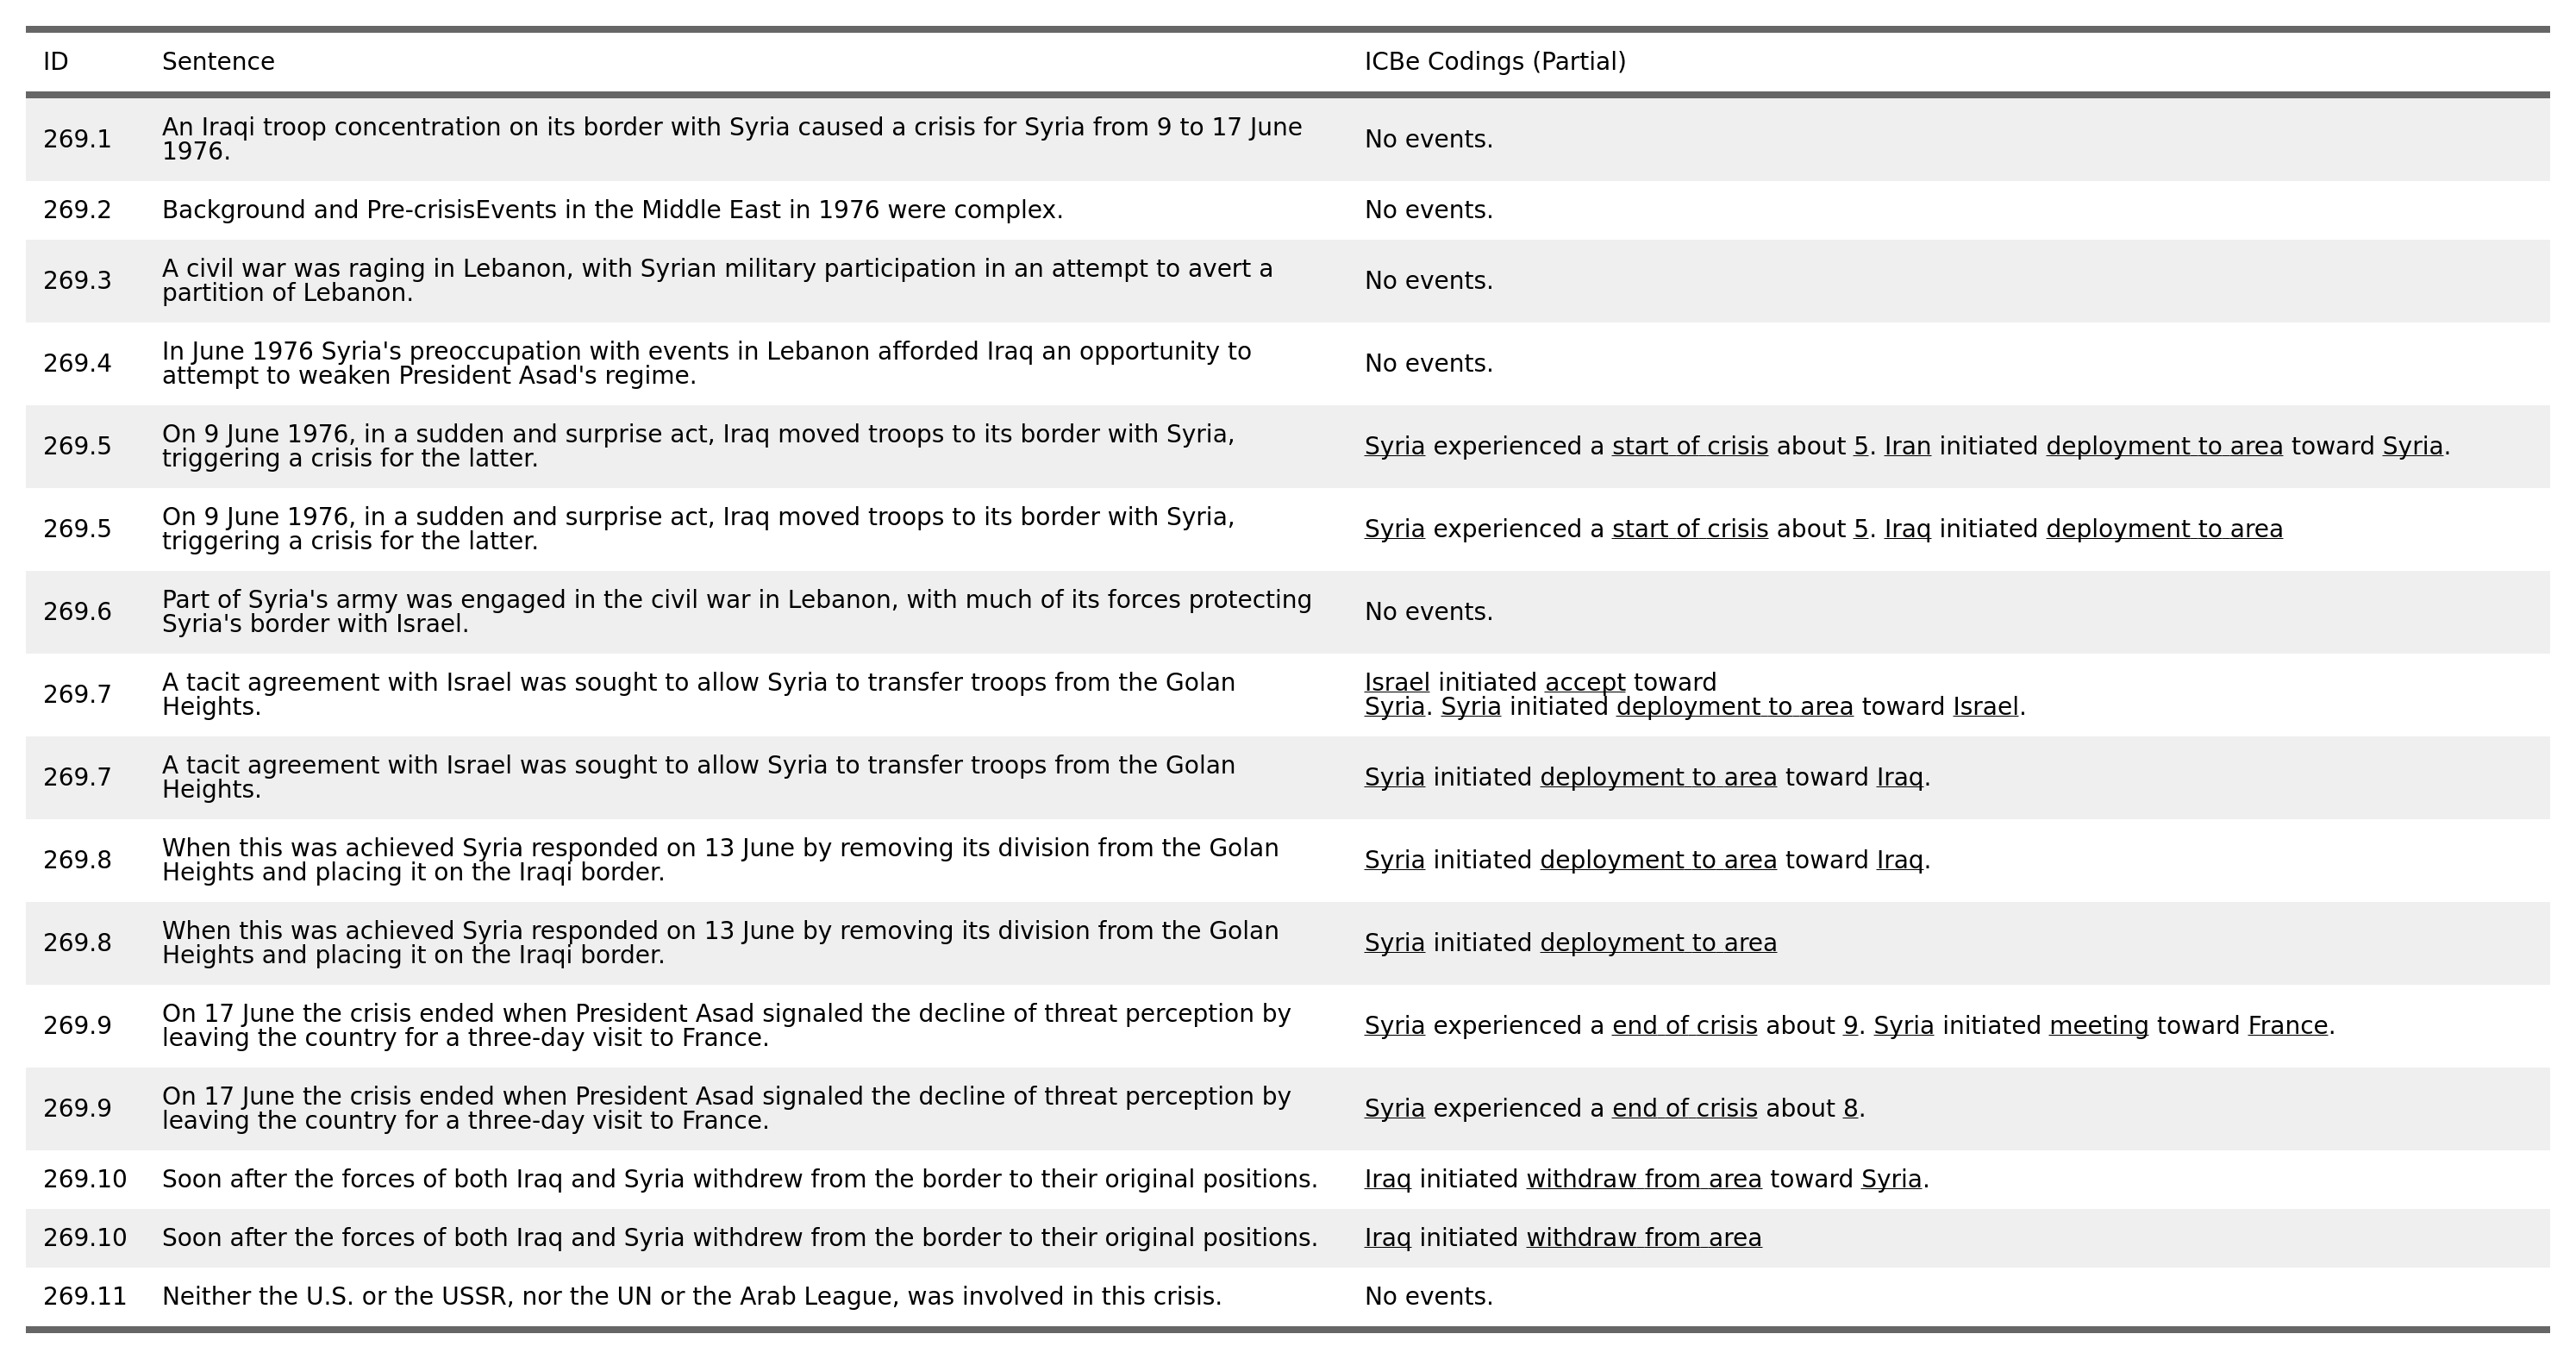 ID Sentence ICBe Codings (Partial)
269.1 An Iraqi troop concentration on its border with Syria caused a crisis for Syria from 9 to 17 June
1976. No events.
269.2 Background and Pre-crisisEvents in the Middle East in 1976 were complex. No events.
269.3 A civil war was raging in Lebanon, with Syrian military participation in an attempt to avert a
partition of Lebanon. No events.
269.4 In June 1976 Syria's preoccupation with events in Lebanon afforded Iraq an opportunity to
attempt to weaken President Asad's regime. No events.
269.5 On 9 June 1976, in a sudden and surprise act, Iraq moved troops to its border with Syria,
triggering a crisis for the latter. Syria experienced a start of crisis about 5. Iran initiated deployment to area toward Syria.
269.5 On 9 June 1976, in a sudden and surprise act, Iraq moved troops to its border with Syria,
triggering a crisis for the latter. Syria experienced a start of crisis about 5. Iraq initiated deployment to area
269.6 Part of Syria's army was engaged in the civil war in Lebanon, with much of its forces protecting
Syria's border with Israel. No events.
269.7 A tacit agreement with Israel was sought to allow Syria to transfer troops from the Golan
Heights. Israel initiated accept toward
Syria. Syria initiated deployment to area toward Israel.
269.7 A tacit agreement with Israel was sought to allow Syria to transfer troops from the Golan
Heights. Syria initiated deployment to area toward Iraq.
269.8 When this was achieved Syria responded on 13 June by removing its division from the Golan
Heights and placing it on the Iraqi border. Syria initiated deployment to area toward Iraq.
269.8 When this was achieved Syria responded on 13 June by removing its division from the Golan
Heights and placing it on the Iraqi border. Syria initiated deployment to area
269.9 On 17 June the crisis ended when President Asad signaled the decline of threat perception by
leaving the country for a three-day visit to France. Syria experienced a end of crisis about 9. Syria initiated meeting toward France.
269.9 On 17 June the crisis ended when President Asad signaled the decline of threat perception by
leaving the country for a three-day visit to France. Syria experienced a end of crisis about 8.
269.10 Soon after the forces of both Iraq and Syria withdrew from the border to their original positions. Iraq initiated withdraw from area toward Syria.
269.10 Soon after the forces of both Iraq and Syria withdrew from the border to their original positions. Iraq initiated withdraw from area
269.11 Neither the U.S. or the USSR, nor the UN or the Arab League, was involved in this crisis. No events.